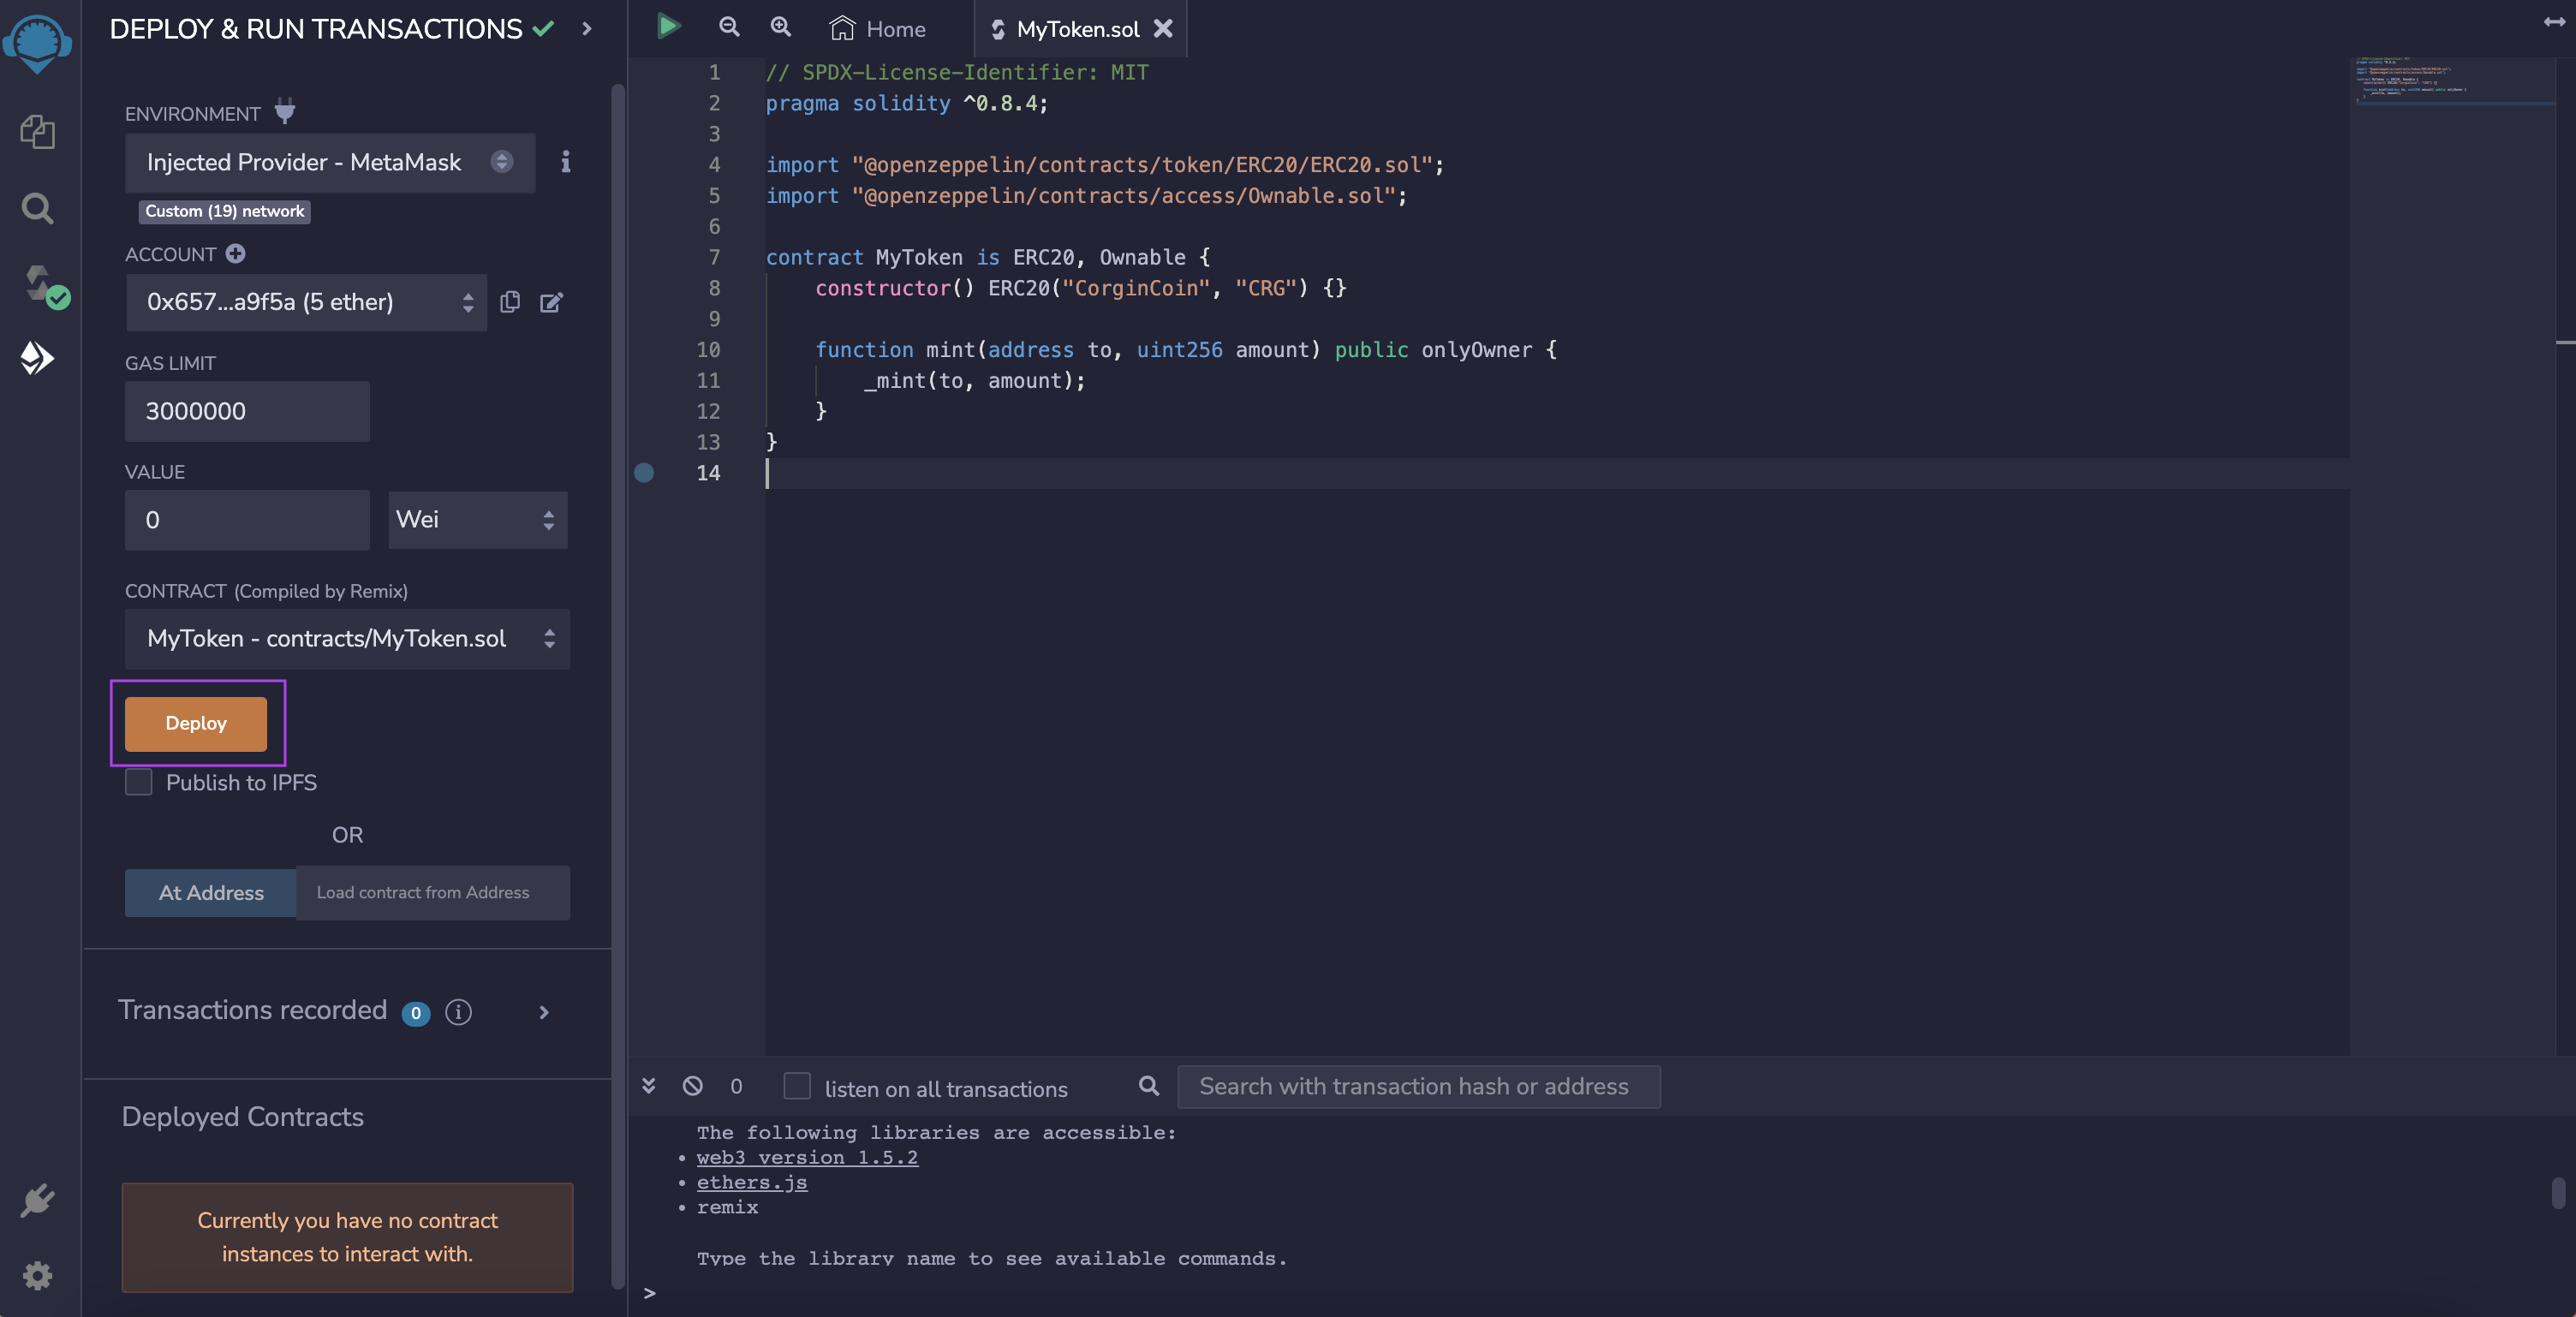 DEPLOY & RUN TRANSACTIONS
ENVIRONMENT
Injected Provider - MetaMask
Custom (19) network
ACCOUNT
0x657...a9f5a (5 ether)
GAS LIMIT
3000000
VALUE
0
Wei
CONTRACT (Compiled by Remix)
MyToken - contracts/MyToken.sol
Deploy
Publish to IPFS
OR
At Address
Load contract from Address
Transactions recorded 0
Deployed Contracts
Currently you have no contract
instances to interact with.
Home
MyToken.sol
1 // SPDX-License-Identifier: MIT
2 pragma solidity ^0.8.4;
3
4 import "@openzeppelin/contracts/token/ERC20/ERC20.sol";
5 import "@openzeppelin/contracts/access/Ownable.sol";
6
7 contract MyToken is ERC20, Ownable {
8     constructor() ERC20("CorginCoin", "CRG") {}
9
10     function mint(address to, uint256 amount) public onlyOwner {
11         _mint(to, amount);
12     }
13 }
14
0
listen on all transactions
Search with transaction hash or address
The following libraries are accessible:
• web3 version 1.5.2
• ethers.js
• remix
Type the library name to see available commands.
>